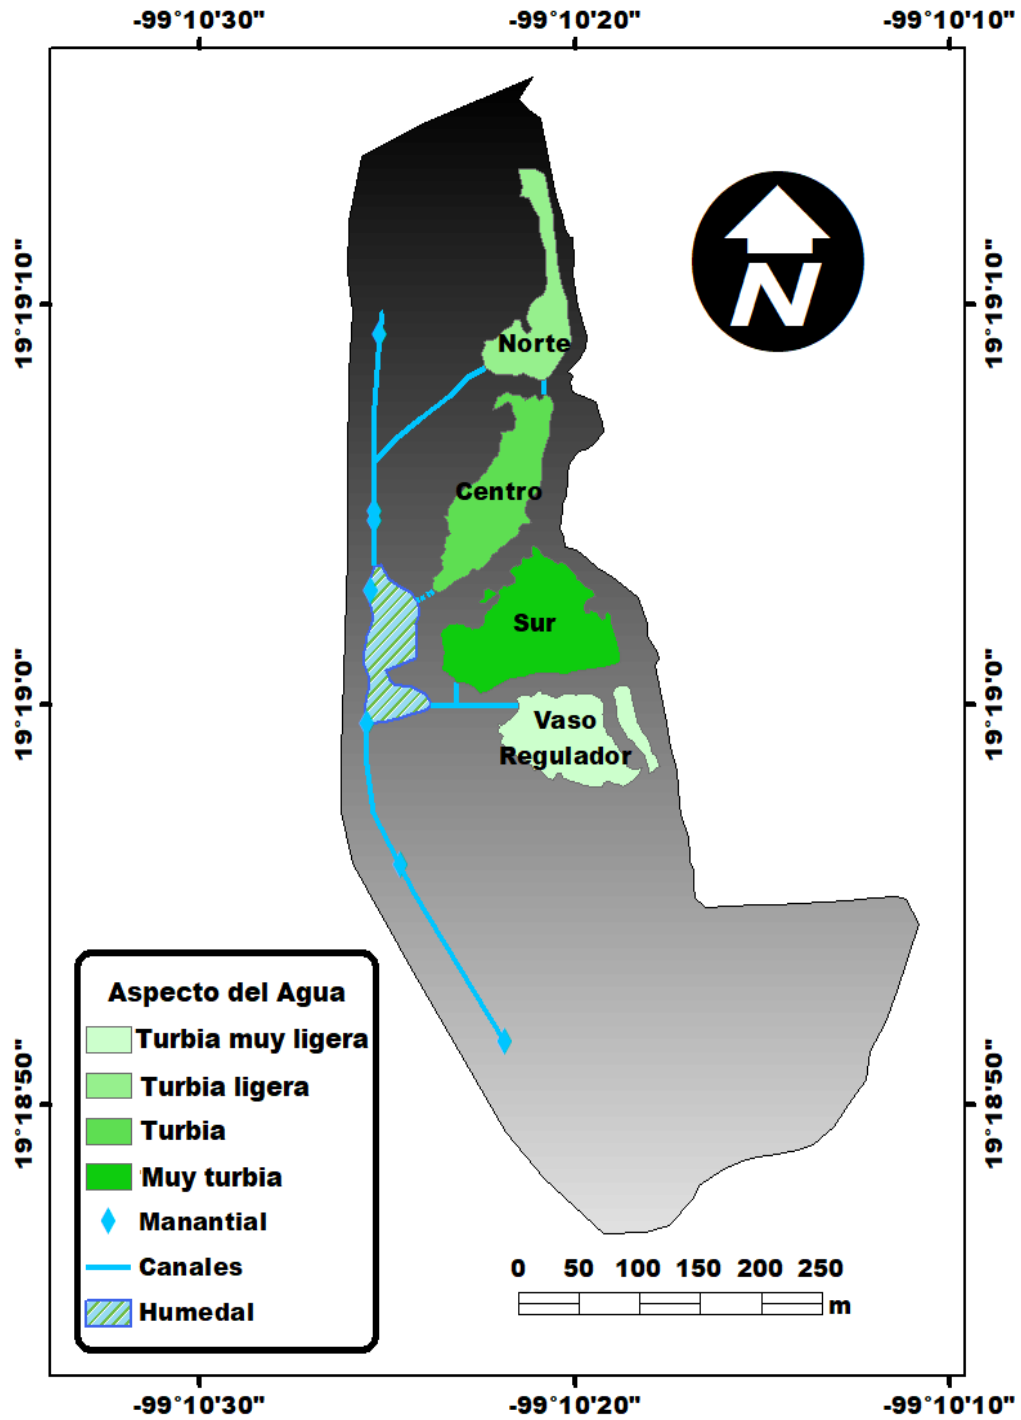 -99°10'30" -99°10'20" -99°10'10"
19°19'10" 19°19'10"
N
Norte
Centro
Sur
19°19'0" 19°19'0"
Vaso
Regulador
19°18'50" 19°18'50"
Aspecto del Agua
Turbia muy ligera
Turbia ligera
Turbia
Muy turbia
Manantial
Canales
Humedal
0 50 100 150 200 250
m
-99°10'30" -99°10'20" -99°10'10"